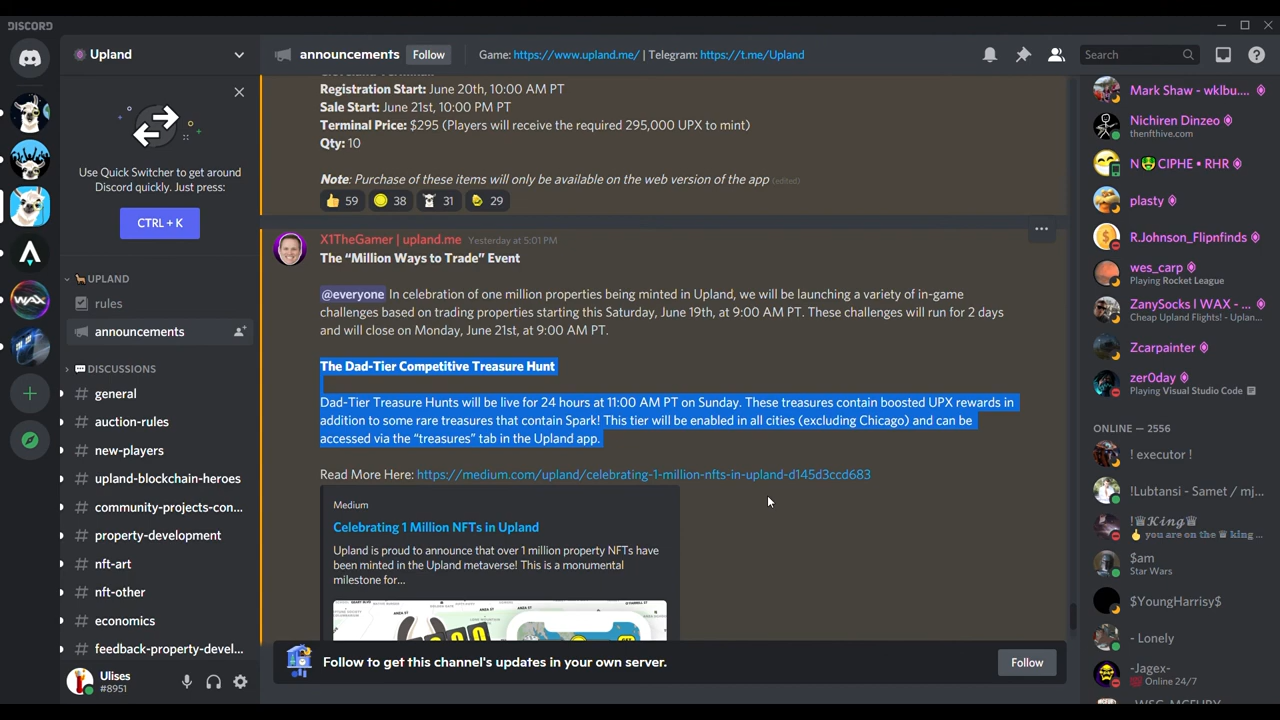 DISCORD
Upland
announcements
Follow
Game: https://www.upland.me/ | Telegram: https://t.me/Upland
Search
Use Quick Switcher to get around
Discord quickly. Just press:
CTRL + K
UPLAND
rules
announcements
DISCUSSIONS
general
auction-rules
new-players
upland-blockchain-heroes
community-projects-con...
property-development
nft-art
nft-other
economics
feedback-property-devel...
Ulises
#8951
Registration Start: June 20th, 10:00 AM PT
Sale Start: June 21st, 10:00 PM PT
Terminal Price: $295 (Players will receive the required 295,000 UPX to mint)
Qty: 10
Note: Purchase of these items will only be available on the web version of the app (edited)
59
38
31
29
X1TheGamer | upland.me Yesterday at 5:01 PM
The “Million Ways to Trade” Event
@everyone In celebration of one million properties being minted in Upland, we will be launching a variety of in-game
challenges based on trading properties starting this Saturday, June 19th, at 9:00 AM PT. These challenges will run for 2 days
and will close on Monday, June 21st, at 9:00 AM PT.
The Dad-Tier Competitive Treasure Hunt
Dad-Tier Treasure Hunts will be live for 24 hours at 11:00 AM PT on Sunday. These treasures contain boosted UPX rewards in
addition to some rare treasures that contain Spark! This tier will be enabled in all cities (excluding Chicago) and can be
accessed via the “treasures” tab in the Upland app.
Read More Here: https://medium.com/upland/celebrating-1-million-nfts-in-upland-d145d3ccd683
Medium
Celebrating 1 Million NFTs in Upland
Upland is proud to announce that over 1 million property NFTs have
been minted in the Upland metaverse! This is a monumental
milestone for...
Follow to get this channel's updates in your own server.
Follow
Mark Shaw - wklbu....
Nichiren Dinzeo
thenfthive.com
N CIPHE • RHR
plasty
R.Johnson_Flipnfinds
wes_carp
Playing Rocket League
ZanySocks I WAX - ...
Cheap Upland Flights! - Uplan...
Zcarpainter
zer0day
Playing Visual Studio Code
ONLINE — 2556
! executor !
!Lubtansi - Samet / mj...
!♕𝓚𝓲𝓷𝓰♕
you are on the ♕ king ...
$am
Star Wars
$YoungHarrisy$
- Lonely
-Jagex-
Online 24/7